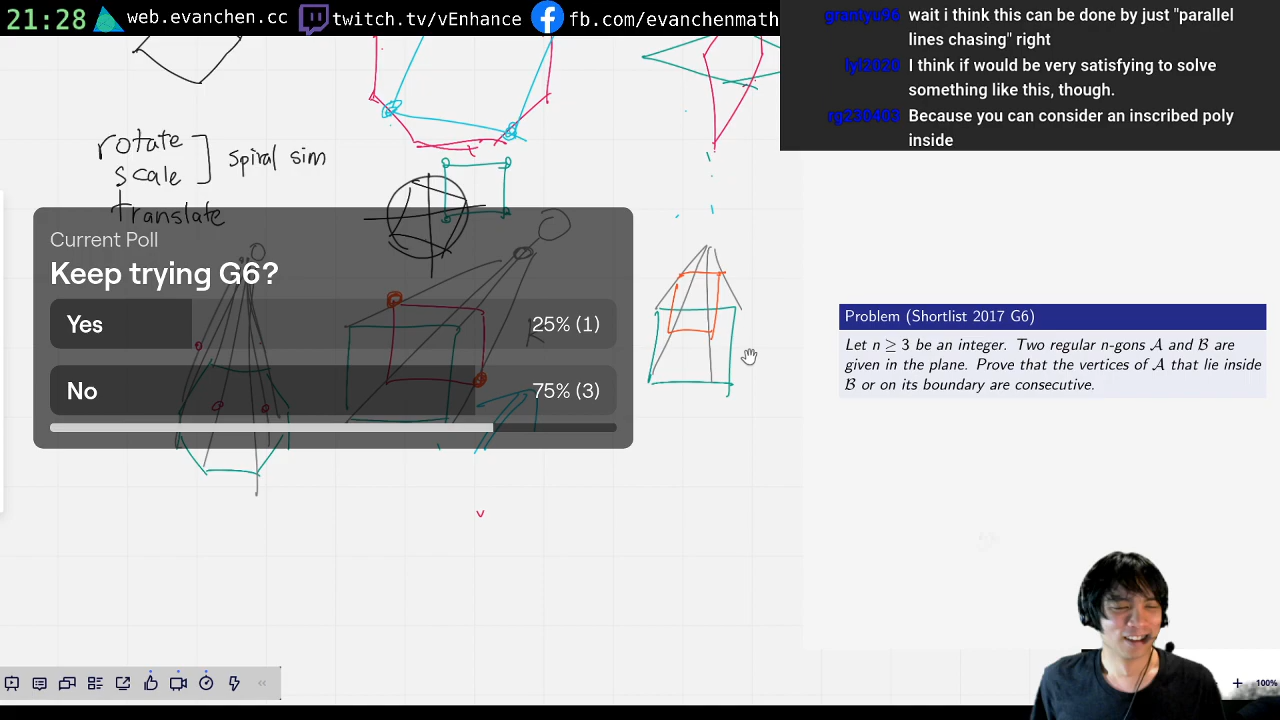 21:28 web.evanchen.cc twitch.tv/vEnhance fb.com/evanchenmath
grantyu96 wait i think this can be done by just "parallel
lines chasing" right
lyl2020 I think if would be very satisfying to solve
something like this, though.
rg230403 Because you can consider an inscribed poly
inside
rotate
scale
spiral sim
translate
Current Poll
Keep trying G6?
Yes 25% (1)
No 75% (3)
Problem (Shortlist 2017 G6)
Let n ≥ 3 be an integer. Two regular n-gons 𝒜 and ℬ are
given in the plane. Prove that the vertices of 𝒜 that lie inside
ℬ or on its boundary are consecutive.
100%